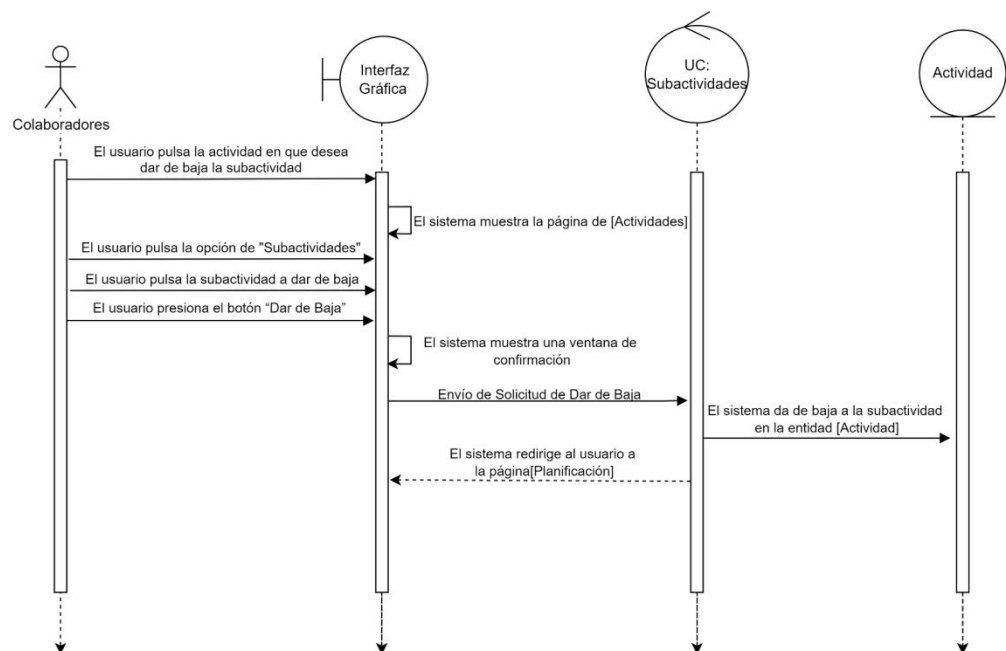 Interfaz
Gráfica
UC:
Subactividades
Actividad
Colaboradores
El usuario pulsa la actividad en que desea
dar de baja la subactividad
El sistema muestra la página de [Actividades]
El usuario pulsa la opción de "Subactividades"
El usuario pulsa la subactividad a dar de baja
El usuario presiona el botón “Dar de Baja”
El sistema muestra una ventana de
confirmación
Envío de Solicitud de Dar de Baja
El sistema da de baja a la subactividad
en la entidad [Actividad]
El sistema redirige al usuario a
la página[Planificación]